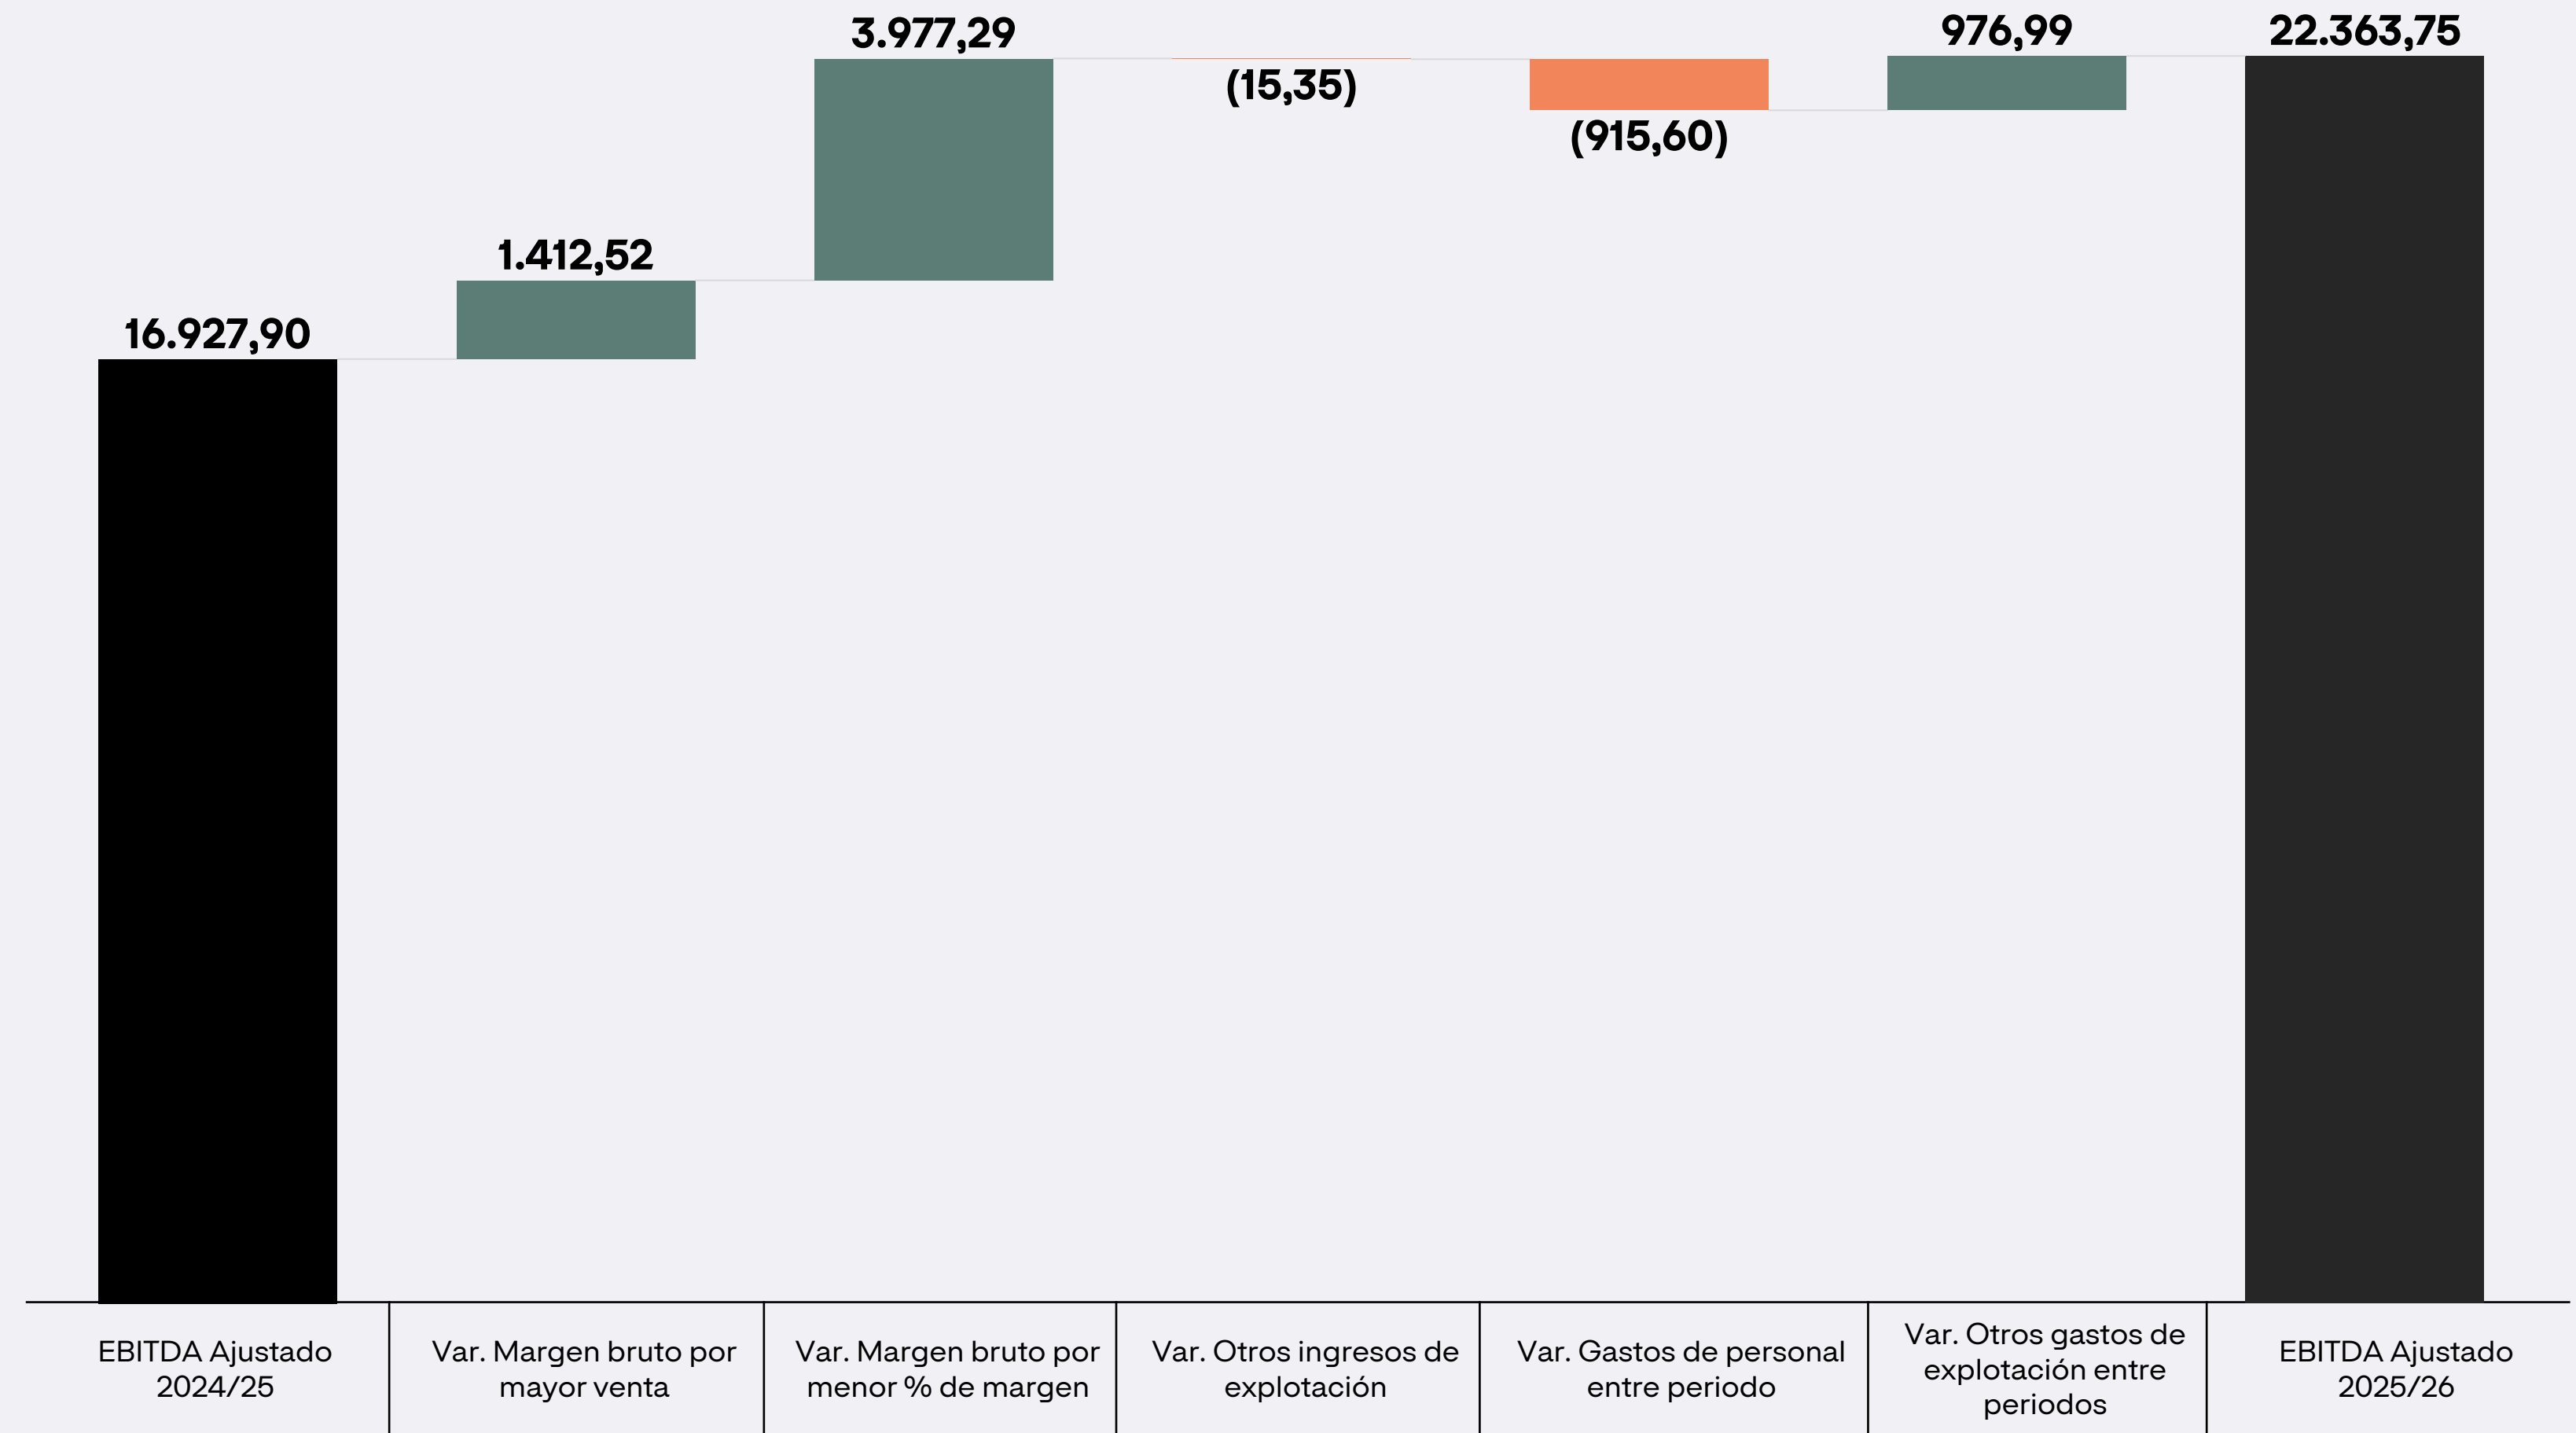 3.977,29
976,99
22.363,75
(15,35)
(915,60)
1.412,52
16.927,90
EBITDA Ajustado
2024/25
Var. Margen bruto por
mayor venta
Var. Margen bruto por
menor % de margen
Var. Otros ingresos de
explotación
Var. Gastos de personal
entre periodo
Var. Otros gastos de
explotación entre
periodos
EBITDA Ajustado
2025/26